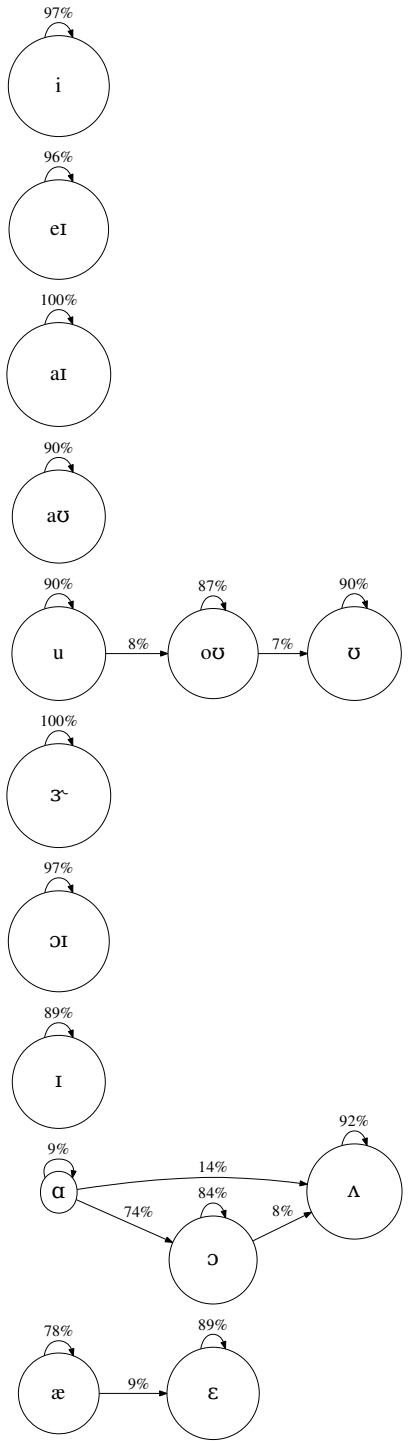 97%
i
96%
eɪ
100%
aɪ
90%
aʊ
90% 87% 90%
u 8% oʊ 7% ʊ
100%
ɝ
97%
ɔɪ
89%
ɪ
92%
9% 14%
ɑ ʌ
74% 84% 8%
ɔ
78% 89%
æ 9% ɛ